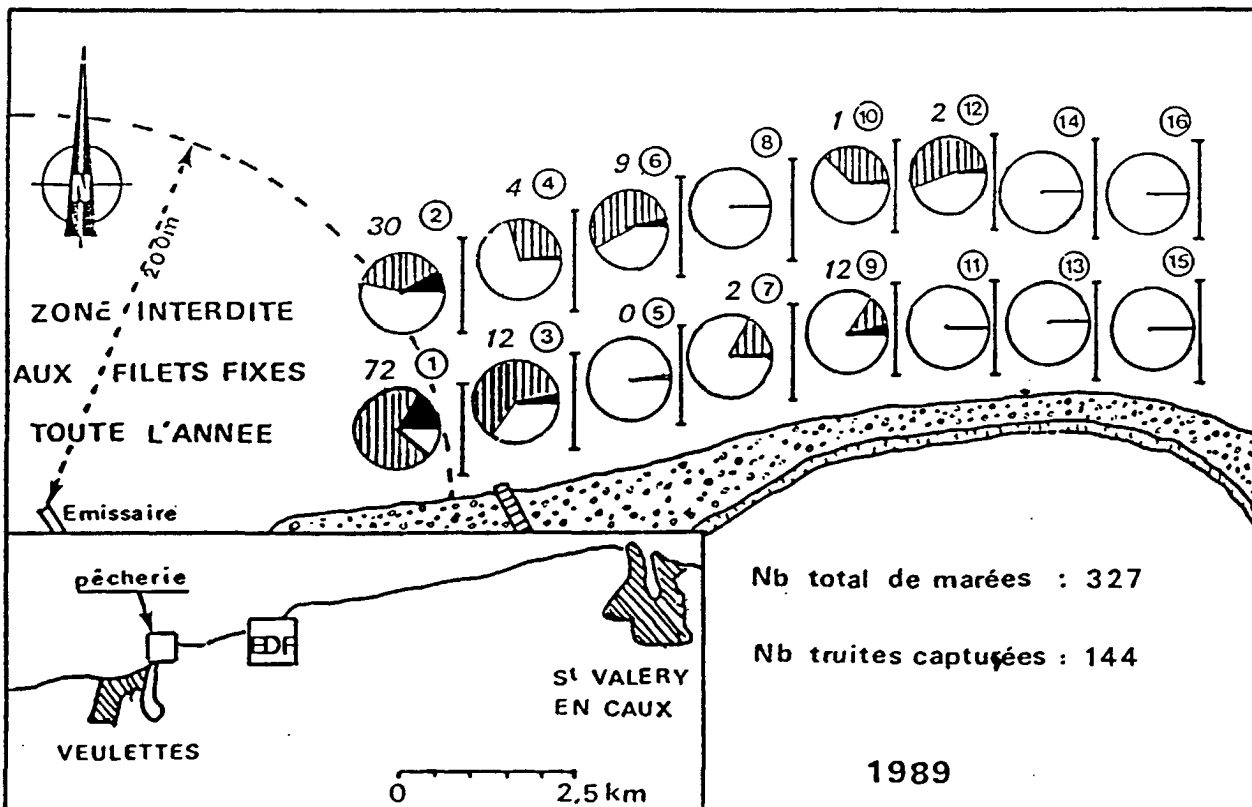 1 ⑩
2 ⑫
⑭
⑯
9 ⑥
⑧
4 ④
30 ②
N
200m
ZONE INTERDITE
AUX FILETS FIXES
TOUTE L'ANNEE
72 ①
12 ③
0 ⑤
2 ⑦
12 ⑨
⑪
⑬
⑮
Emissaire
pêcherie
EDF
St VALERY
EN CAUX
VEULETTES
0 2,5 km
Nb total de marées : 327
Nb truites capturées : 144
1989